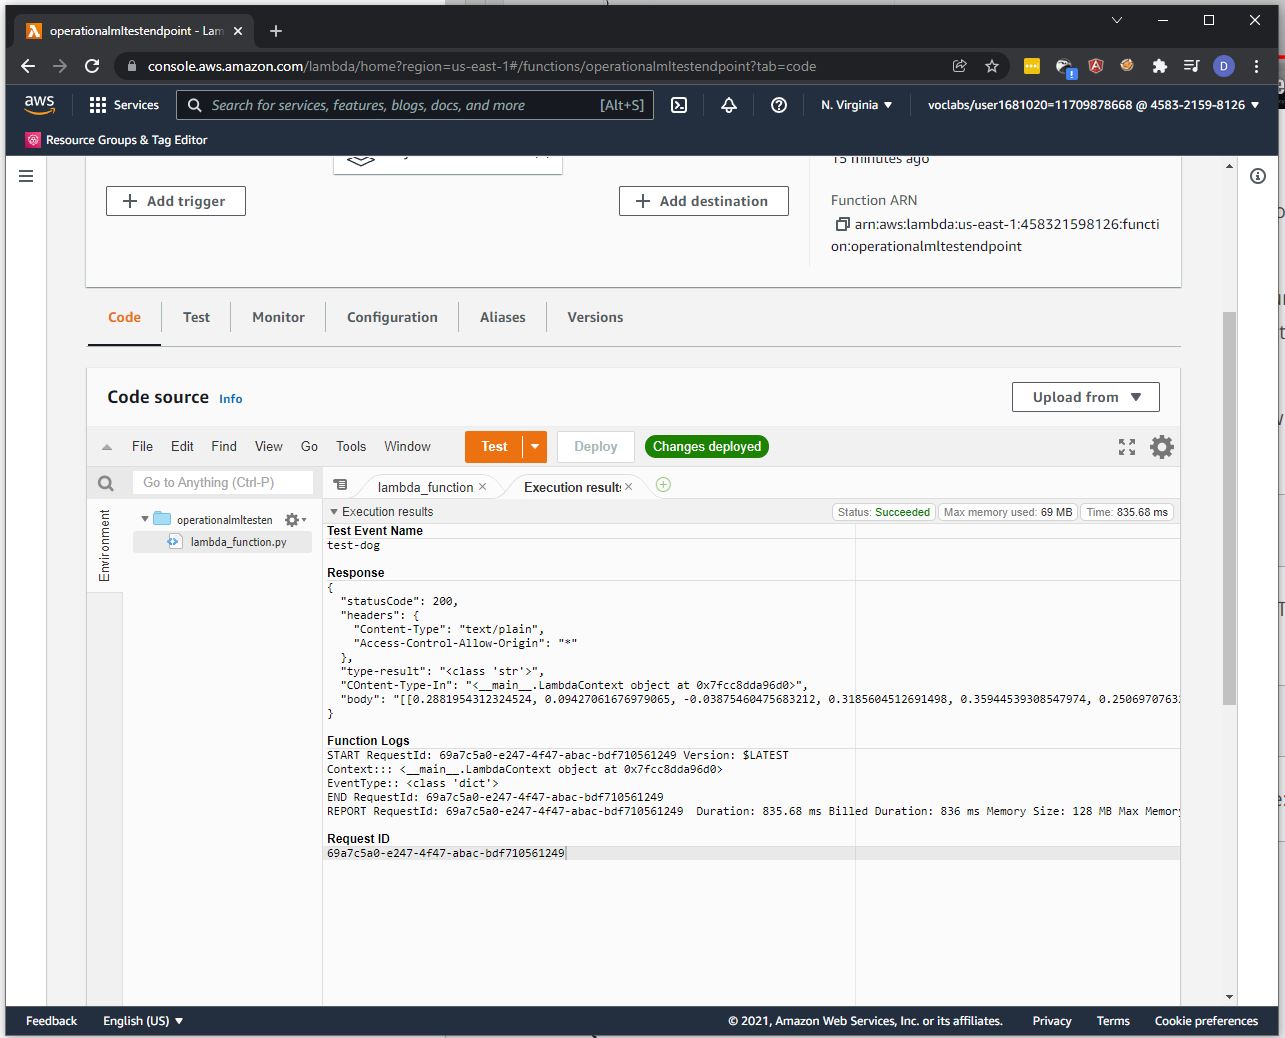 operationalmltestendpoint - Lam
console.aws.amazon.com/lambda/home?region=us-east-1#/functions/operationalmltestendpoint?tab=code
D
aws
Services
Search for services, features, blogs, docs, and more
[Alt+S]
N. Virginia
voclabs/user1681020=11709878668 @ 4583-2159-8126
Resource Groups & Tag Editor
15 minutes ago
Add trigger
Add destination
Function ARN
arn:aws:lambda:us-east-1:458321598126:functi
on:operationalmltestendpoint
Code
Test
Monitor
Configuration
Aliases
Versions
Code source
Info
Upload from
File
Edit
Find
View
Go
Tools
Window
Test
Deploy
Changes deployed
Go to Anything (Ctrl-P)
lambda_function
Execution results
Environment
operationalmltesten
lambda_function.py
Execution results
Status: Succeeded
Max memory used: 69 MB
Time: 835.68 ms
Test Event Name
test-dog
Response
{
"statusCode": 200,
"headers": {
"Content-Type": "text/plain",
"Access-Control-Allow-Origin": "*"
},
"type-result": "<class 'str'>",
"COntent-Type-In": "<__main__.LambdaContext object at 0x7fcc8dda96d0>",
"body": "[[0.2881954312324524, 0.09427061676979065, -0.03875460475683212, 0.3185604512691498, 0.35944539308547974, 0.2506970763
}
Function Logs
START RequestId: 69a7c5a0-e247-4f47-abac-bdf710561249 Version: $LATEST
Context::: <__main__.LambdaContext object at 0x7fcc8dda96d0>
EventType:: <class 'dict'>
END RequestId: 69a7c5a0-e247-4f47-abac-bdf710561249
REPORT RequestId: 69a7c5a0-e247-4f47-abac-bdf710561249 Duration: 835.68 ms Billed Duration: 836 ms Memory Size: 128 MB Max Memory
Request ID
69a7c5a0-e247-4f47-abac-bdf710561249
Feedback
English (US)
© 2021, Amazon Web Services, Inc. or its affiliates.
Privacy
Terms
Cookie preferences